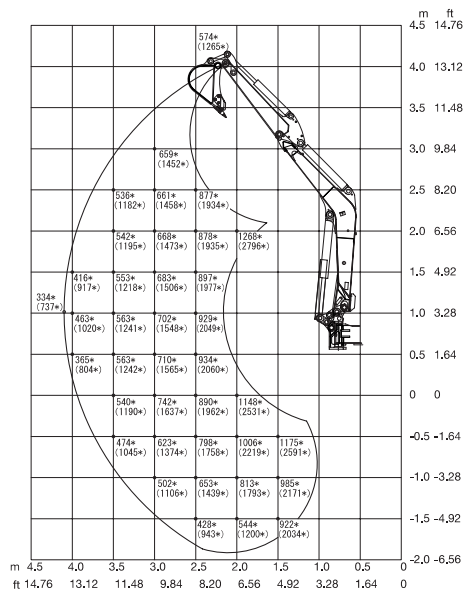 m ft
4.5 14.76
574*
(1265*)
4.0 13.12
3.5 11.48
659*
(1452*)
3.0 9.84
536* 661* 877*
(1182*) (1458*) (1934*)
2.5 8.20
542* 668* 878* 1268*
(1195*) (1473*) (1935*) (2796*)
2.0 6.56
416* 553* 683* 897*
(917*) (1218*) (1506*) (1977*)
1.5 4.92
334*
(737*)
463* 563* 702* 929*
(1020*) (1241*) (1548*) (2049*)
1.0 3.28
365* 563* 710* 934*
(804*) (1242*) (1565*) (2060*)
0.5 1.64
540* 742* 890* 1148*
(1190*) (1637*) (1962*) (2531*)
0 0
474* 623* 798* 1006* 1175*
(1045*) (1374*) (1758*) (2219*) (2591*)
-0.5 -1.64
502* 653* 813* 985*
(1106*) (1439*) (1793*) (2171*)
-1.0 -3.28
428* 544* 922*
(943*) (1200*) (2034*)
-1.5 -4.92
-2.0 -6.56
m 4.5 4.0 3.5 3.0 2.5 2.0 1.5 1.0 0.5 0
ft 14.76 13.12 11.48 9.84 8.20 6.56 4.92 3.28 1.64 0